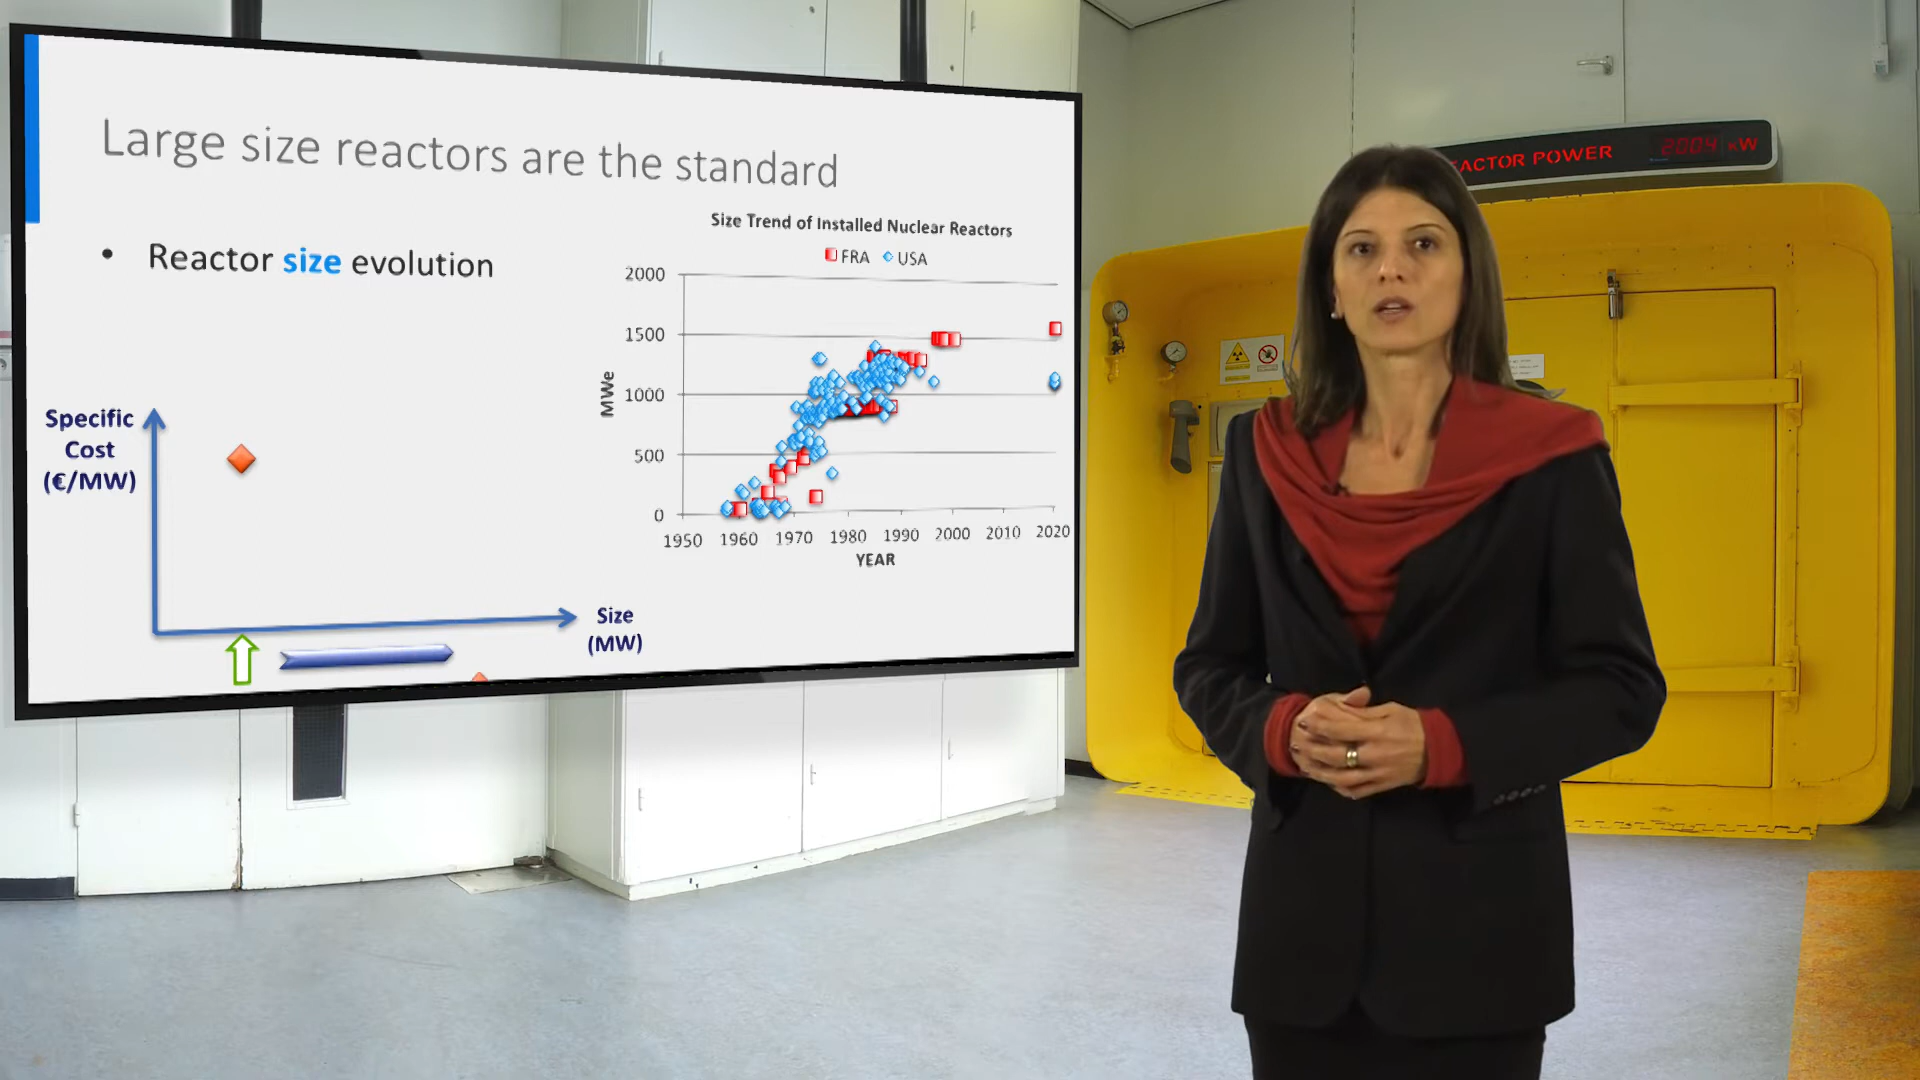 Large size reactors are the standard
• Reactor size evolution
Size Trend of Installed Nuclear Reactors
FRA USA
2000
1500
1000
500
0
MWe
1950 1960 1970 1980 1990 2000 2010 2020
YEAR
Specific
Cost
(€/MW)
Size
(MW)
EACTOR POWER 2004 KW